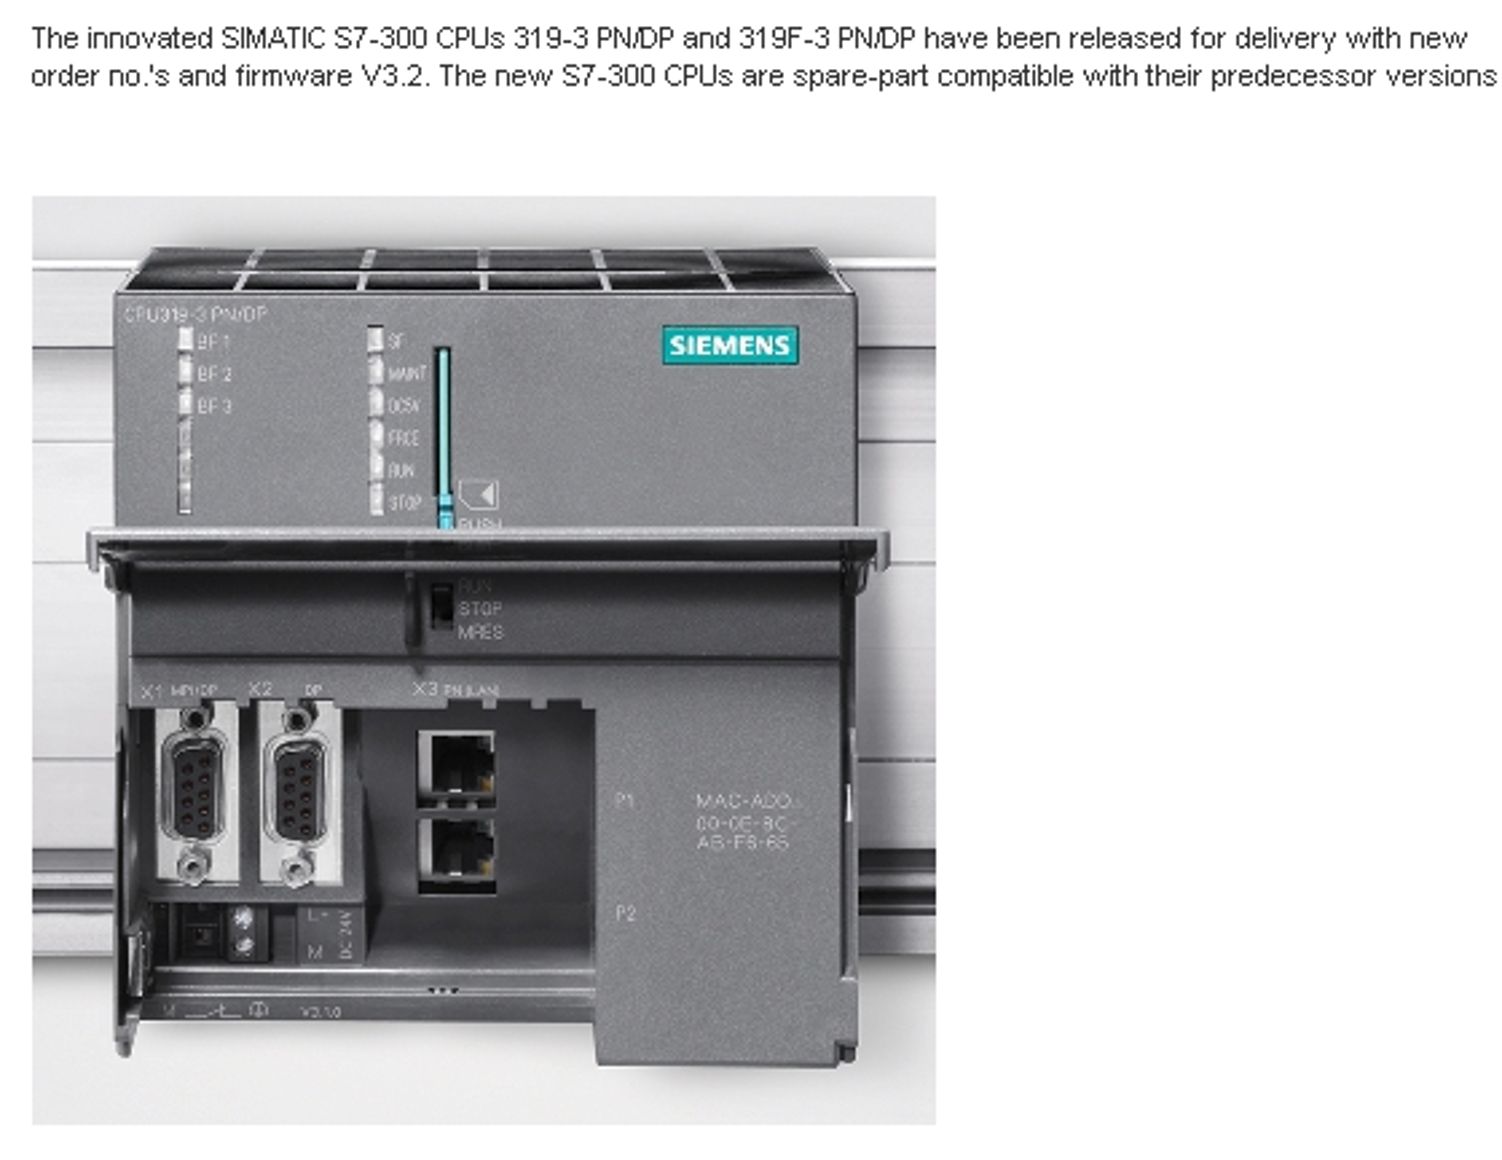 The innovated SIMATIC S7-300 CPUs 319-3 PN/DP and 319F-3 PN/DP have been released for delivery with new
order no.'s and firmware V3.2. The new S7-300 CPUs are spare-part compatible with their predecessor versions
CPU319-3 PN/DP
SIEMENS
BF 1
SF
BF 2
MAINT
BF 3
DC5V
FRCE
RUN
STOP
PUSH
RUN
STOP
MRES
X1 MPI/DP X2 DP X3 PN (LAN)
P1
MAC-ADD.:
00-0E-8C-
P2
L+
M
DC 24V
M